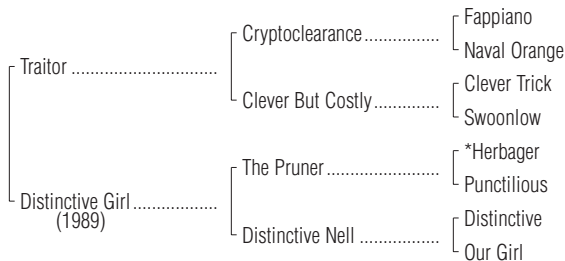 Fappiano
Cryptoclearance................
Naval Orange
Traitor ...............................
Clever Trick
Clever But Costly..............
Swoonlow
*Herbager
The Pruner ........................
Punctilious
Distinctive Girl ..................
(1989)
Distinctive
Distinctive Nell .................
Our Girl